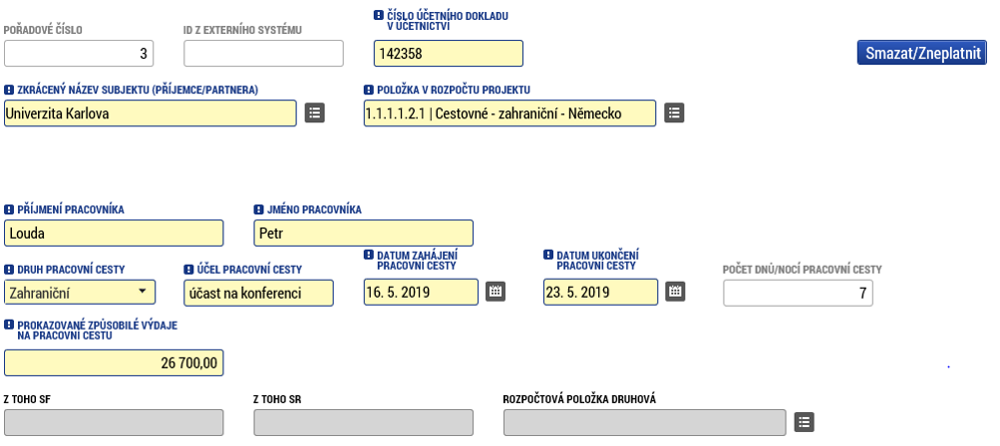 POŘADOVÉ ČÍSLO
ID Z EXTERNÍHO SYSTÉMU
ČÍSLO ÚČETNÍHO DOKLADU
V ÚČETNICTVÍ
3
142358
Smazat/Zneplatnit
ZKRÁCENÝ NÁZEV SUBJEKTU (PŘÍJEMCE/PARTNERA)
POLOŽKA V ROZPOČTU PROJEKTU
Univerzita Karlova
1.1.1.1.2.1 | Cestovné - zahraniční - Německo
PŘÍJMENÍ PRACOVNÍKA
JMÉNO PRACOVNÍKA
Louda
Petr
DRUH PRACOVNÍ CESTY
ÚČEL PRACOVNÍ CESTY
DATUM ZAHÁJENÍ
PRACOVNÍ CESTY
DATUM UKONČENÍ
PRACOVNÍ CESTY
POČET DNŮ/NOCÍ PRACOVNÍ CESTY
Zahraniční
účast na konferenci
16. 5. 2019
23. 5. 2019
7
PROKAZOVANÉ ZPŮSOBILÉ VÝDAJE
NA PRACOVNÍ CESTU
26 700,00
Z TOHO SF
Z TOHO SR
ROZPOČTOVÁ POLOŽKA DRUHOVÁ